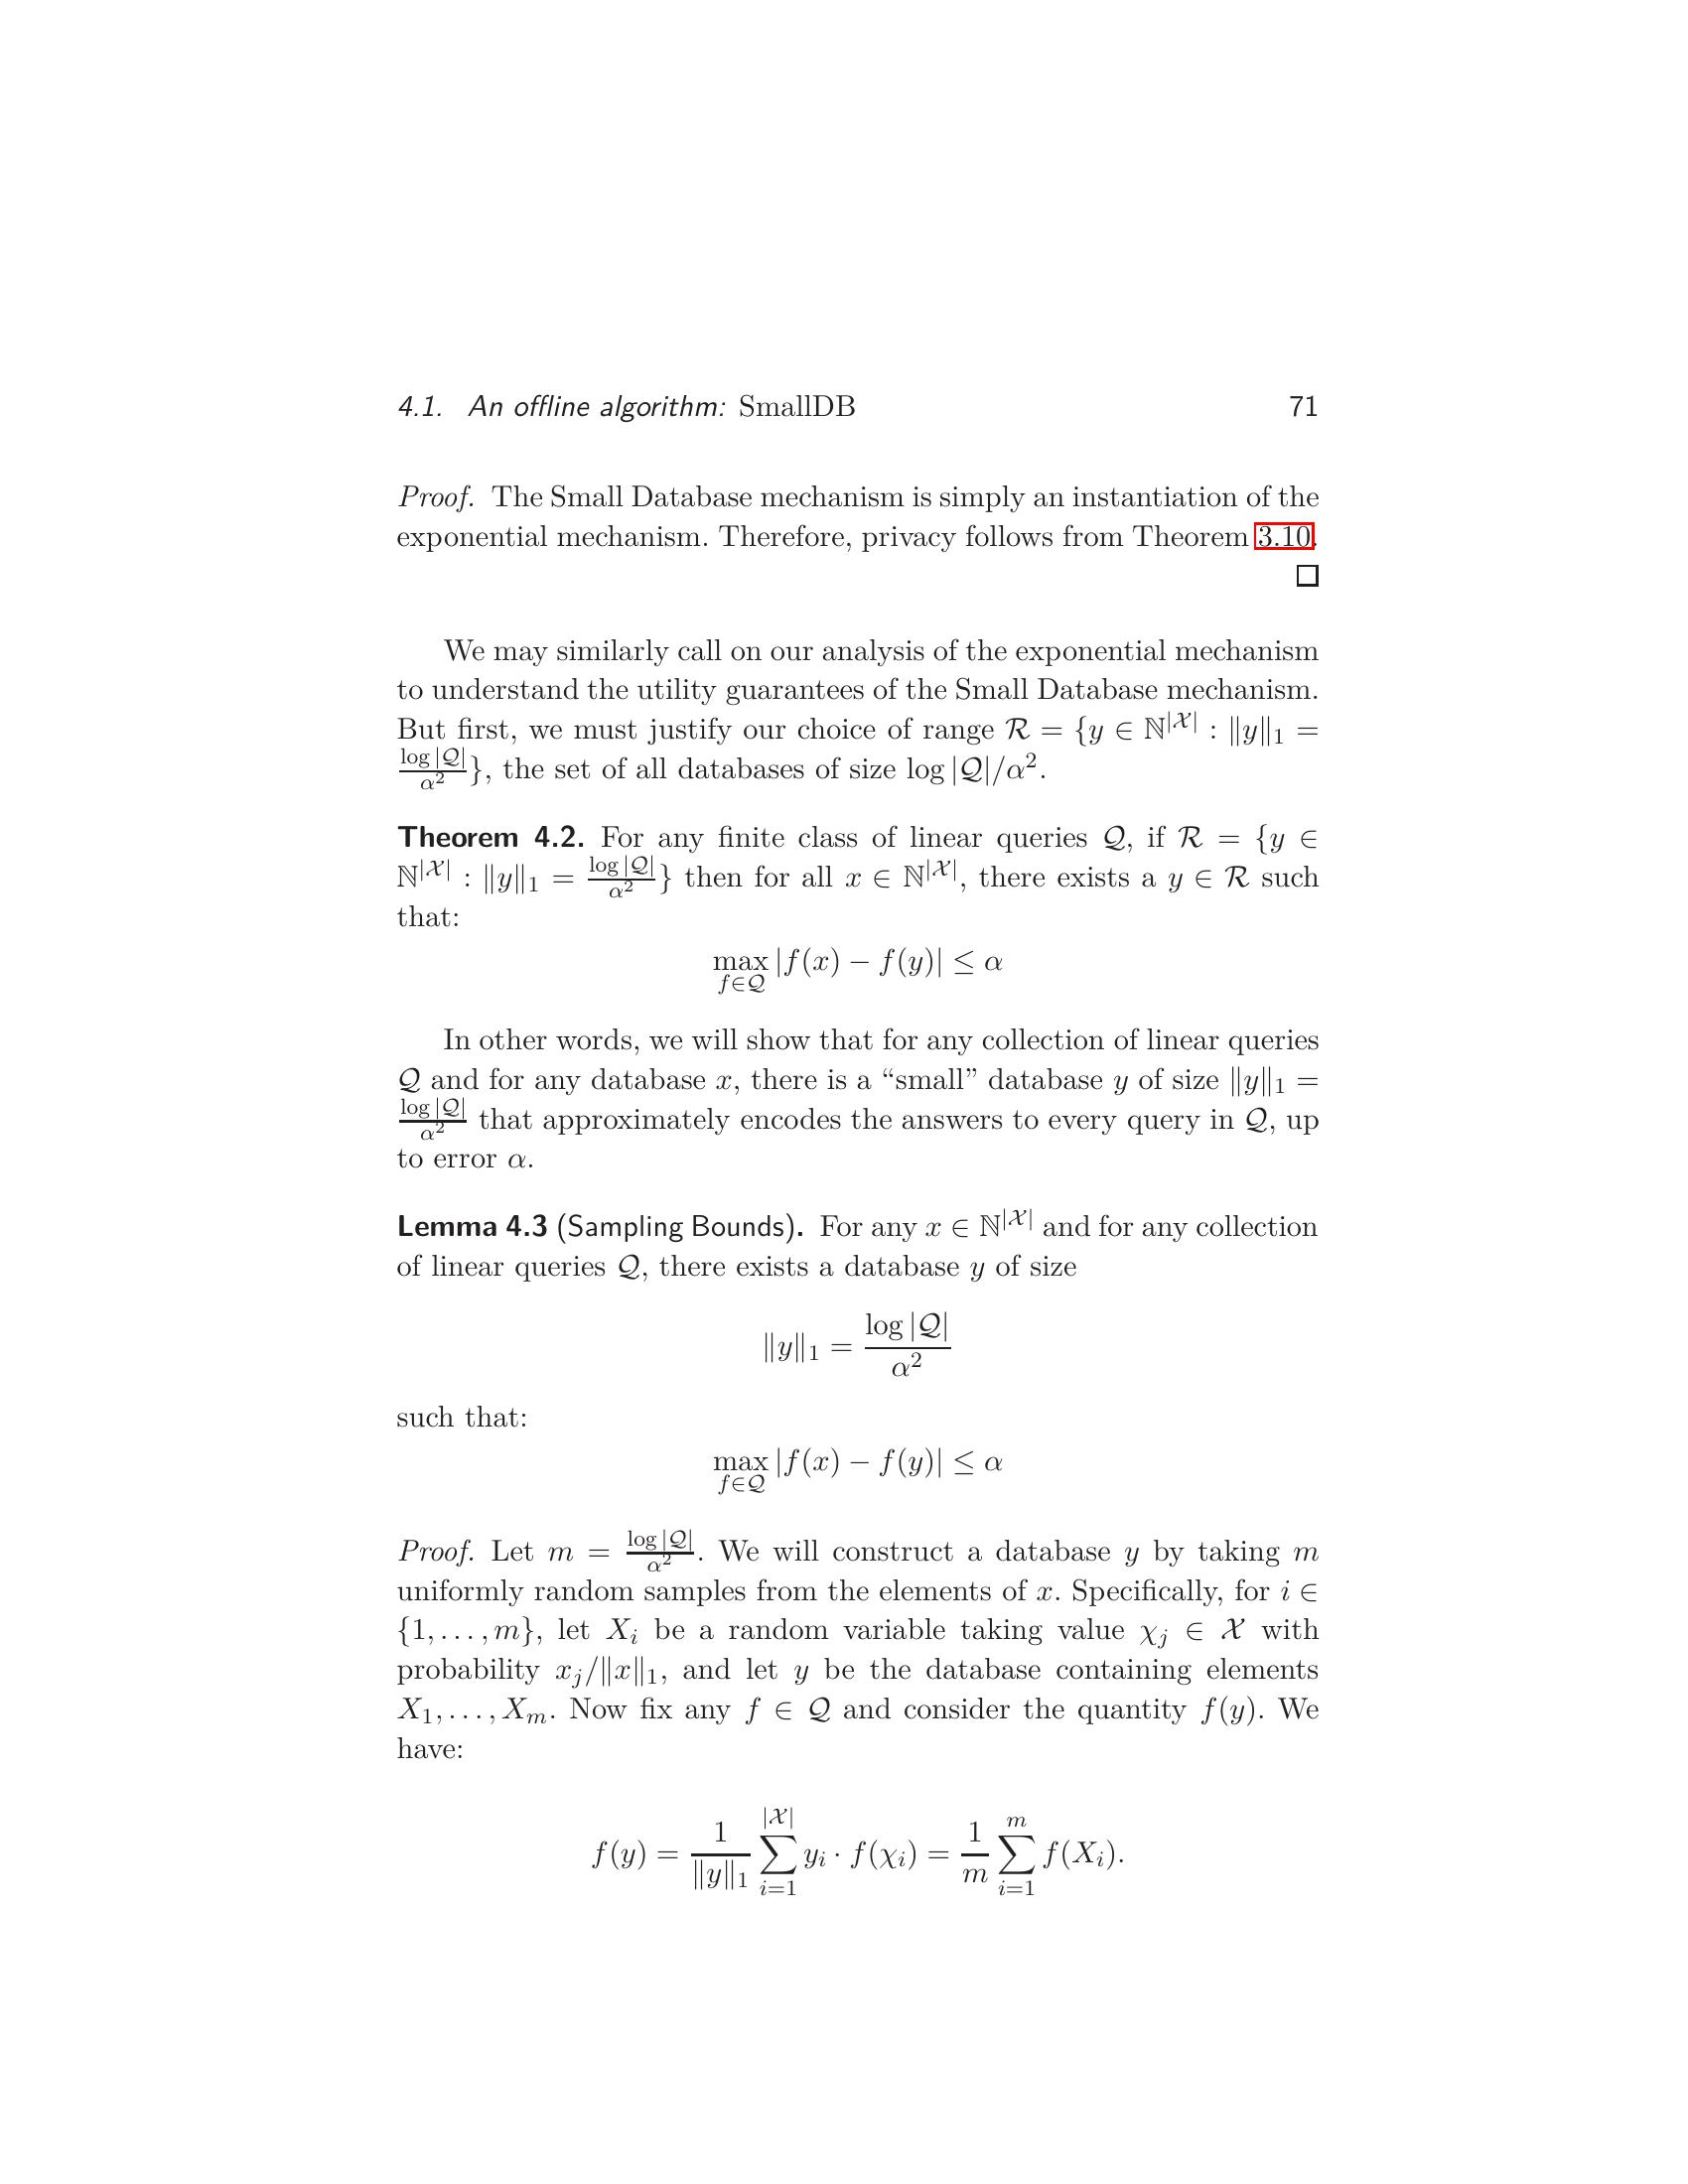 4.1. An offline algorithm: SmallDB 71
Proof. The Small Database mechanism is simply an instantiation of the
exponential mechanism. Therefore, privacy follows from Theorem 3.10.
□
We may similarly call on our analysis of the exponential mechanism
to understand the utility guarantees of the Small Database mechanism.
But first, we must justify our choice of range $\mathcal{R} = \{y \in \mathbb{N}^{|\mathcal{X}|} : \|y\|_1 =$
$\frac{\log|\mathcal{Q}|}{\alpha^2}\}$, the set of all databases of size $\log|\mathcal{Q}|/\alpha^2$.
Theorem 4.2. For any finite class of linear queries $\mathcal{Q}$, if $\mathcal{R} = \{y \in$
$\mathbb{N}^{|\mathcal{X}|} : \|y\|_1 = \frac{\log|\mathcal{Q}|}{\alpha^2}\}$ then for all $x \in \mathbb{N}^{|\mathcal{X}|}$, there exists a $y \in \mathcal{R}$ such
that:
$\max_{f \in \mathcal{Q}} |f(x) - f(y)| \leq \alpha$
In other words, we will show that for any collection of linear queries
$\mathcal{Q}$ and for any database $x$, there is a “small” database $y$ of size $\|y\|_1 =$
$\frac{\log|\mathcal{Q}|}{\alpha^2}$ that approximately encodes the answers to every query in $\mathcal{Q}$, up
to error $\alpha$.
Lemma 4.3 (Sampling Bounds). For any $x \in \mathbb{N}^{|\mathcal{X}|}$ and for any collection
of linear queries $\mathcal{Q}$, there exists a database $y$ of size
$\|y\|_1 = \frac{\log|\mathcal{Q}|}{\alpha^2}$
such that:
$\max_{f \in \mathcal{Q}} |f(x) - f(y)| \leq \alpha$
Proof. Let $m = \frac{\log|\mathcal{Q}|}{\alpha^2}$. We will construct a database $y$ by taking $m$
uniformly random samples from the elements of $x$. Specifically, for $i \in$
$\{1, \ldots, m\}$, let $X_i$ be a random variable taking value $\chi_j \in \mathcal{X}$ with
probability $x_j/\|x\|_1$, and let $y$ be the database containing elements
$X_1, \ldots, X_m$. Now fix any $f \in \mathcal{Q}$ and consider the quantity $f(y)$. We
have:
$f(y) = \frac{1}{\|y\|_1} \sum_{i=1}^{|\mathcal{X}|} y_i \cdot f(\chi_i) = \frac{1}{m} \sum_{i=1}^{m} f(X_i).$